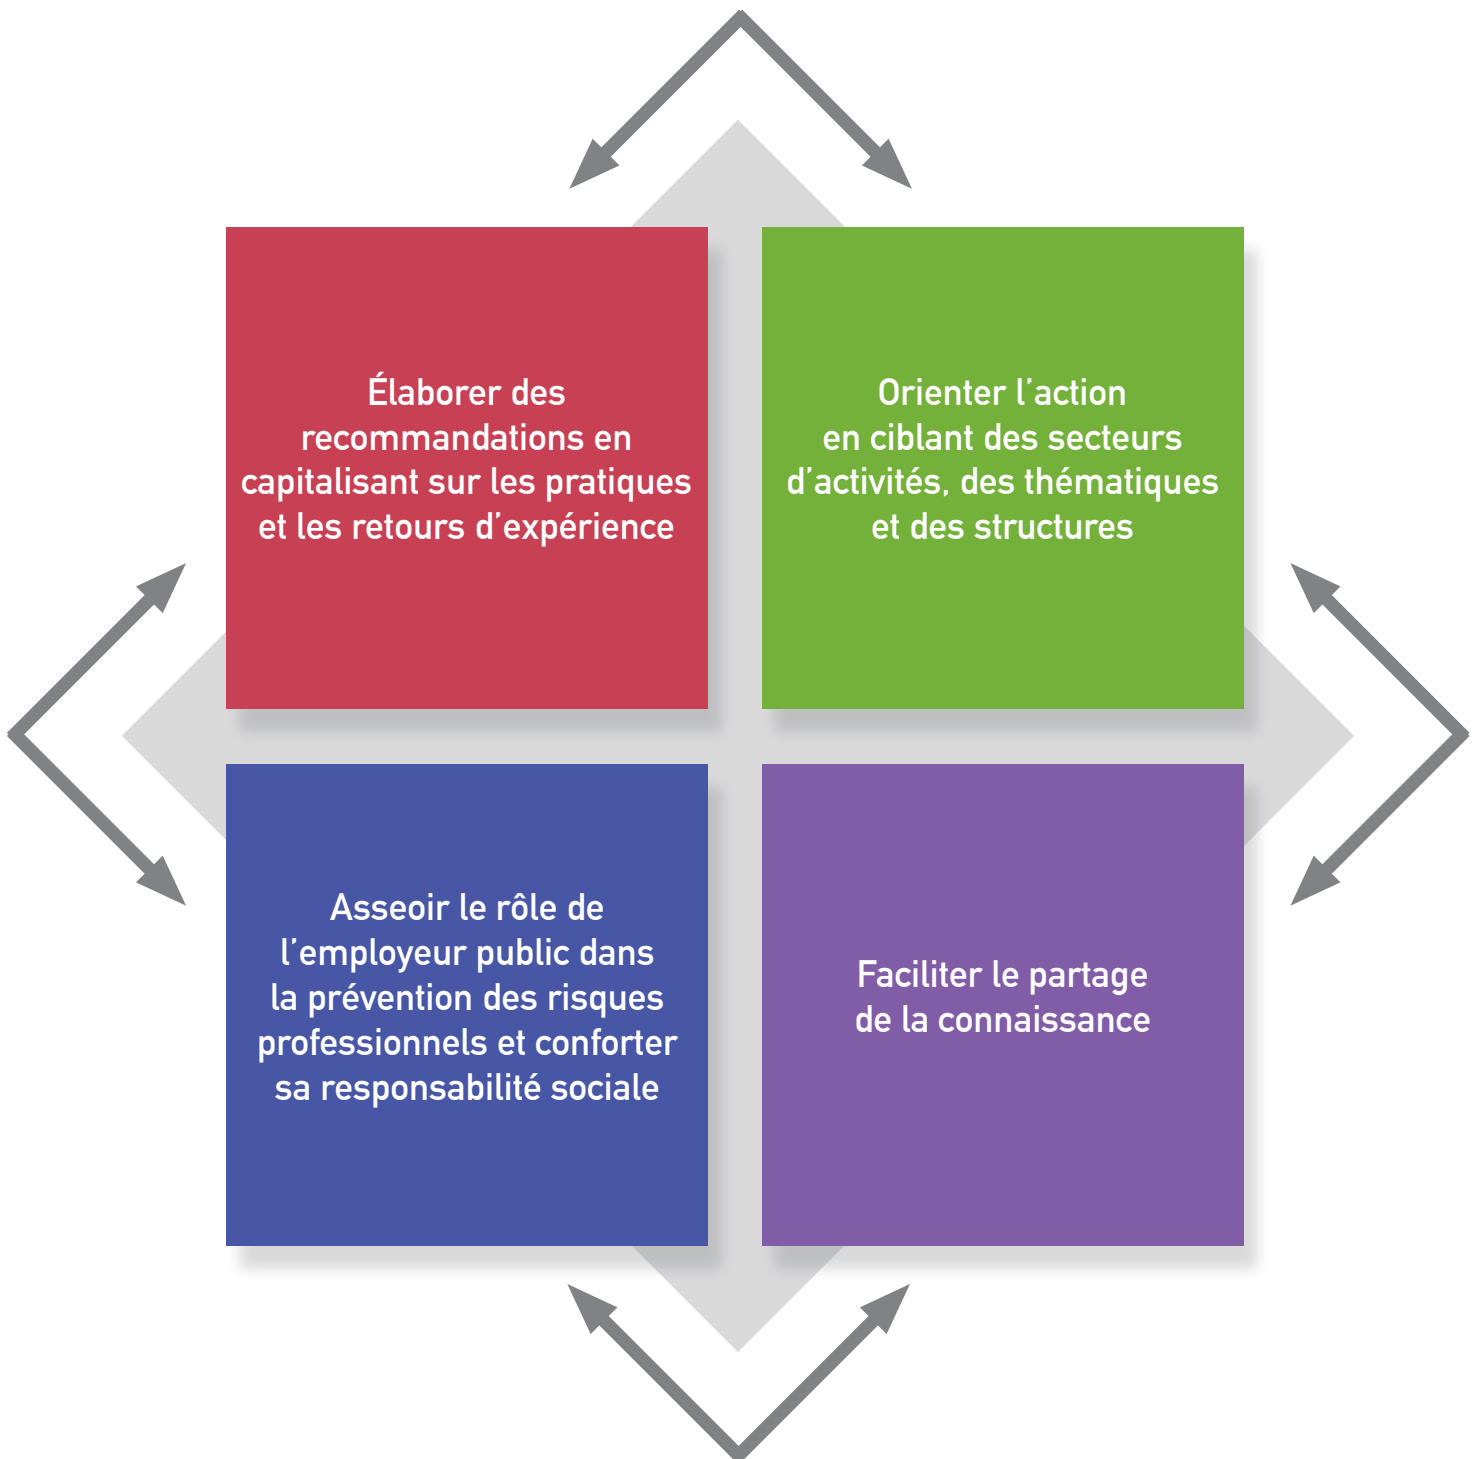 Élaborer des
recommandations en
capitalisant sur les pratiques
et les retours d’expérience
Orienter l’action
en ciblant des secteurs
d’activités, des thématiques
et des structures
Asseoir le rôle de
l’employeur public dans
la prévention des risques
professionnels et conforter
sa responsabilité sociale
Faciliter le partage
de la connaissance